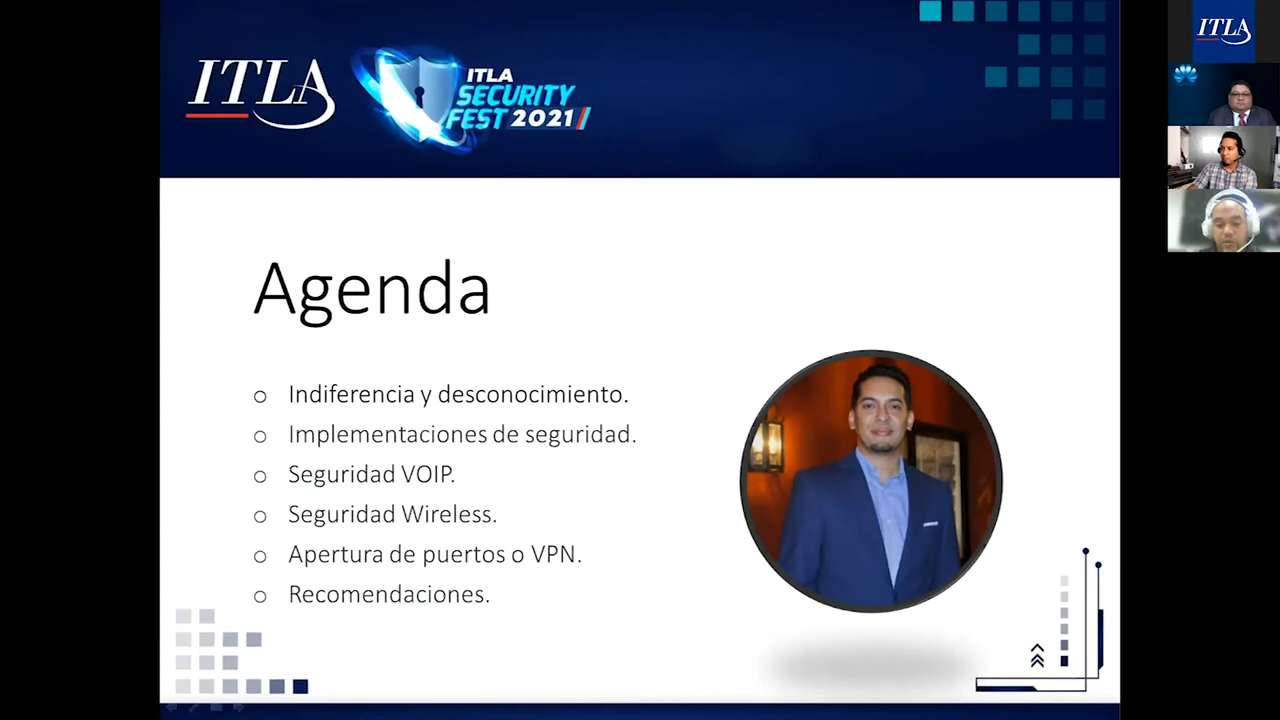 ITLA
ITLA
SECURITY
FEST 2021
Agenda
Indiferencia y desconocimiento.
Implementaciones de seguridad.
Seguridad VOIP.
Seguridad Wireless.
Apertura de puertos o VPN.
Recomendaciones.
ITLA